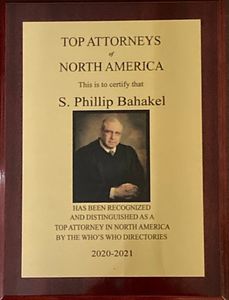 TOP ATTORNEYS
of
NORTH AMERICA
This is to certify that
S. Phillip Bahakel
HAS BEEN RECOGNIZED
AND DISTINGUISHED AS A
TOP ATTORNEY IN NORTH AMERICA
BY THE WHO'S WHO DIRECTORIES
2020-2021